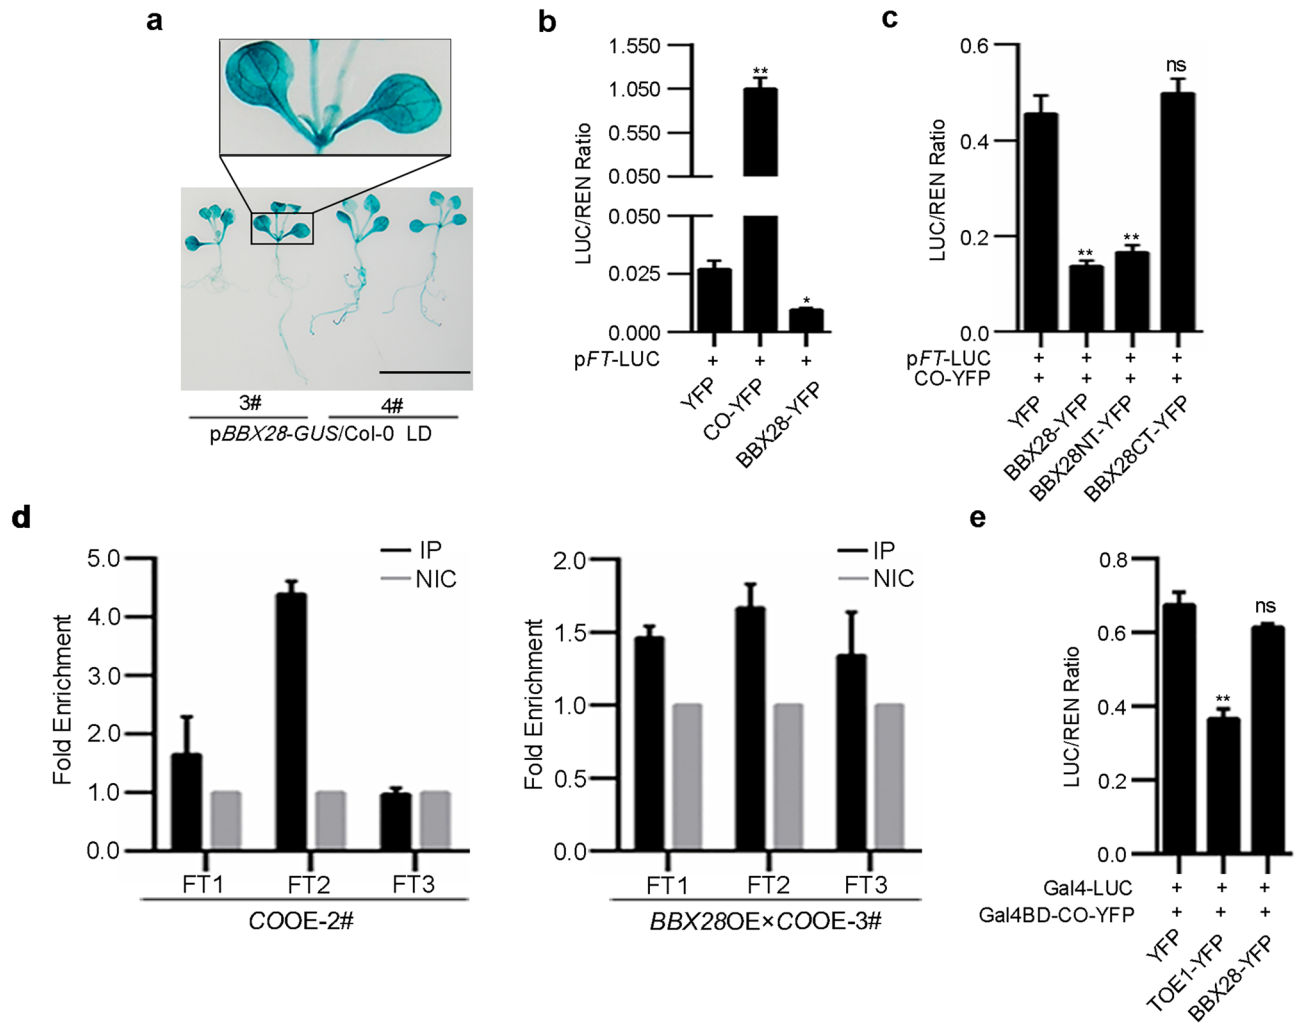 a
3#
4#
pBBX28-GUS/Col-0 LD
b
LUC/REN Ratio
1.550
1.050
0.550
0.050
0.050
0.025
0.000
**
*
pFT-LUC + + +
YFP
CO-YFP
BBX28-YFP
c
LUC/REN Ratio
0.6
0.4
0.2
0.0
**
**
ns
pFT-LUC + + + +
CO-YFP + + + +
YFP
BBX28-YFP
BBX28NT-YFP
BBX28CT-YFP
d
Fold Enrichment
5.0
4.0
3.0
2.0
1.0
0.0
IP
NIC
FT1 FT2 FT3
COOE-2#
Fold Enrichment
2.0
1.5
1.0
0.5
0.0
IP
NIC
FT1 FT2 FT3
BBX28OE×COOE-3#
e
LUC/REN Ratio
0.8
0.6
0.4
0.2
0.0
**
ns
Gal4-LUC + + +
Gal4BD-CO-YFP + + +
YFP
TOE1-YFP
BBX28-YFP